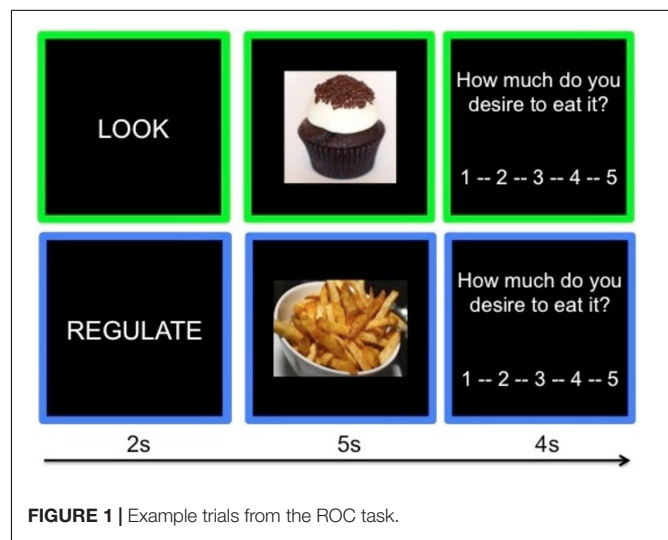 LOOK
How much do you
desire to eat it?
1 -- 2 -- 3 -- 4 -- 5
REGULATE
How much do you
desire to eat it?
1 -- 2 -- 3 -- 4 -- 5
2s 5s 4s
FIGURE 1 | Example trials from the ROC task.